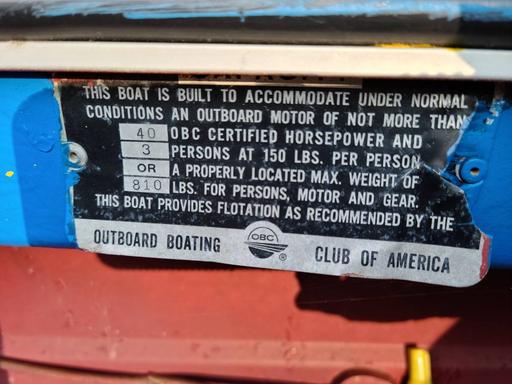 THIS BOAT IS BUILT TO ACCOMMODATE UNDER NORMAL
CONDITIONS AN OUTBOARD MOTOR OF NOT MORE THAN
40 OBC CERTIFIED HORSEPOWER AND
3 PERSONS AT 150 LBS. PER PERSON
OR A PROPERLY LOCATED MAX. WEIGHT OF
810 LBS. FOR PERSONS, MOTOR AND GEAR.
THIS BOAT PROVIDES FLOTATION AS RECOMMENDED BY THE
OUTBOARD BOATING OBC ® CLUB OF AMERICA